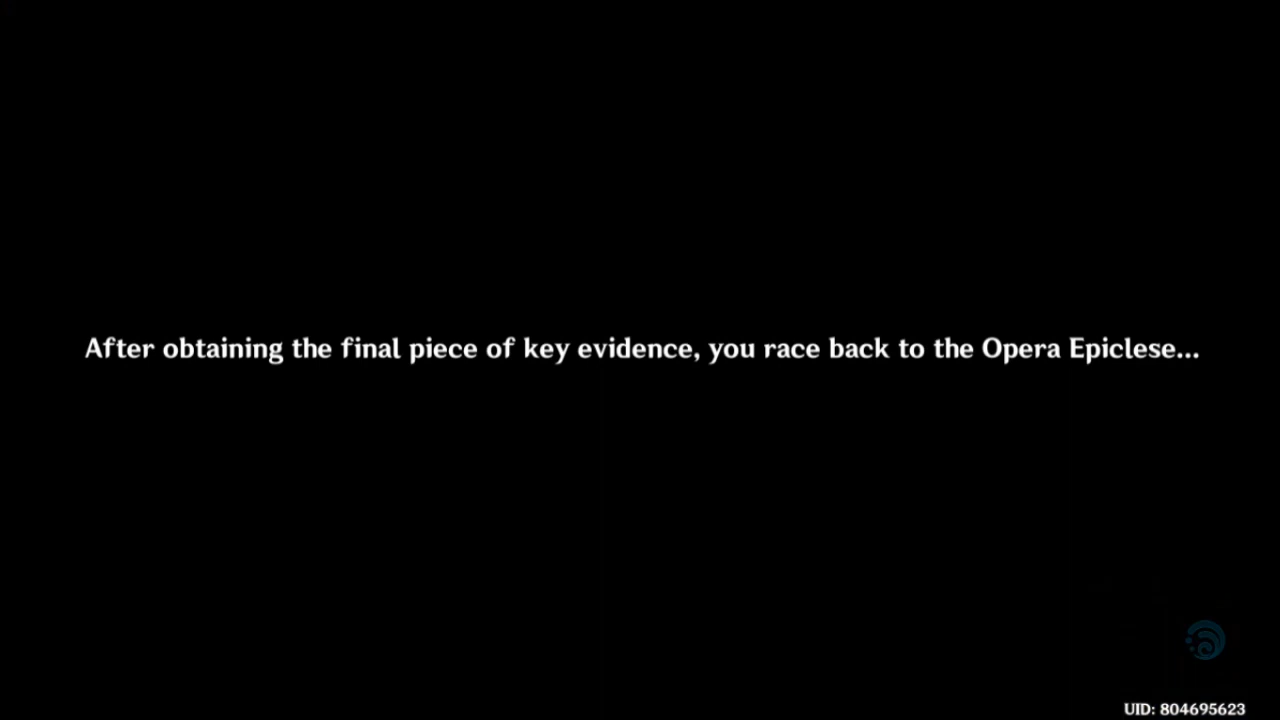 After obtaining the final piece of key evidence, you race back to the Opera Epiclese...
UID: 804695623